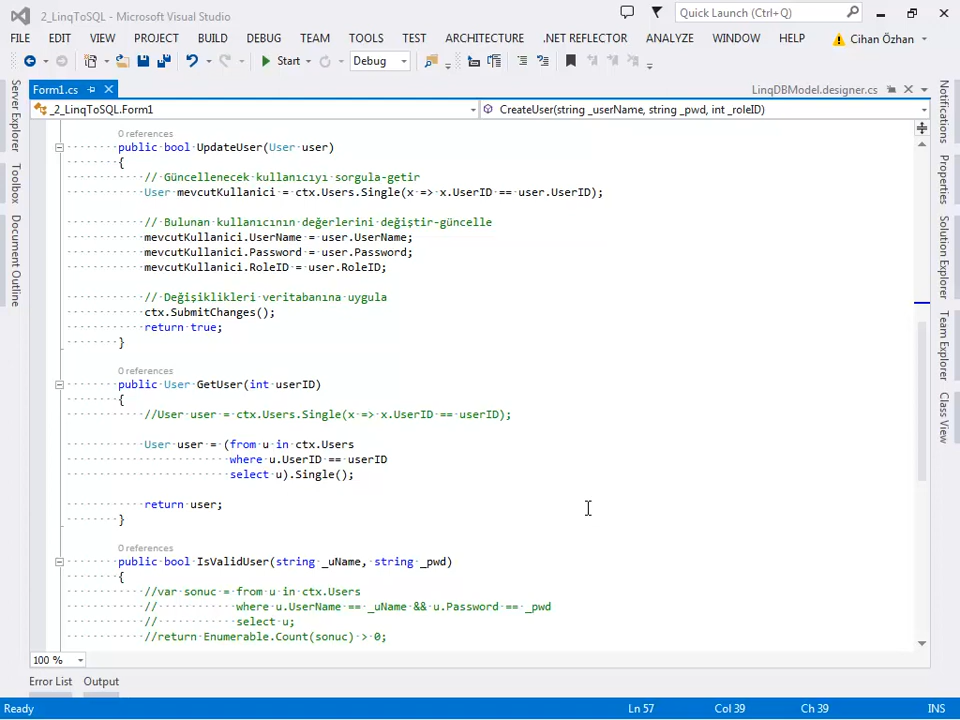 2_LinqToSQL - Microsoft Visual Studio
Quick Launch (Ctrl+Q)
FILE EDIT VIEW PROJECT BUILD DEBUG TEAM TOOLS TEST ARCHITECTURE .NET REFLECTOR ANALYZE WINDOW HELP Cihan Özhan
Start Debug
Form1.cs LinqDBModel.designer.cs
_2_LinqToSQL.Form1 CreateUser(string _userName, string _pwd, int _roleID)
0 references
public bool UpdateUser(User user)
{
// Güncellenecek kullanıcıyı sorgula-getir
User mevcutKullanici = ctx.Users.Single(x => x.UserID == user.UserID);
// Bulunan kullanıcının değerlerini değiştir-güncelle
mevcutKullanici.UserName = user.UserName;
mevcutKullanici.Password = user.Password;
mevcutKullanici.RoleID = user.RoleID;
// Değişiklikleri veritabanına uygula
ctx.SubmitChanges();
return true;
}
0 references
public User GetUser(int userID)
{
//User user = ctx.Users.Single(x => x.UserID == userID);
User user = (from u in ctx.Users
where u.UserID == userID
select u).Single();
return user;
}
0 references
public bool IsValidUser(string _uName, string _pwd)
{
//var sonuc = from u in ctx.Users
// where u.UserName == _uName && u.Password == _pwd
// select u;
//return Enumerable.Count(sonuc) > 0;
100 %
Error List Output
Ready Ln 57 Col 39 Ch 39 INS
Server Explorer
Toolbox
Document Outline
Notifications
Properties
Solution Explorer
Team Explorer
Class View